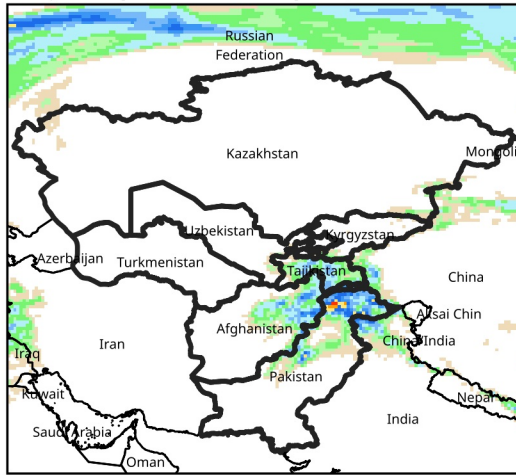 Russian
Federation
Kazakhstan
Mongoli
Uzbekistan
Kyrgyzstan
Azerbaijan
Turkmenistan
Tajikistan
China
Aksai Chin
Afghanistan
China/India
Iraq
Iran
Pakistan
Kuwait
Nepal
India
Saudi Arabia
Oman